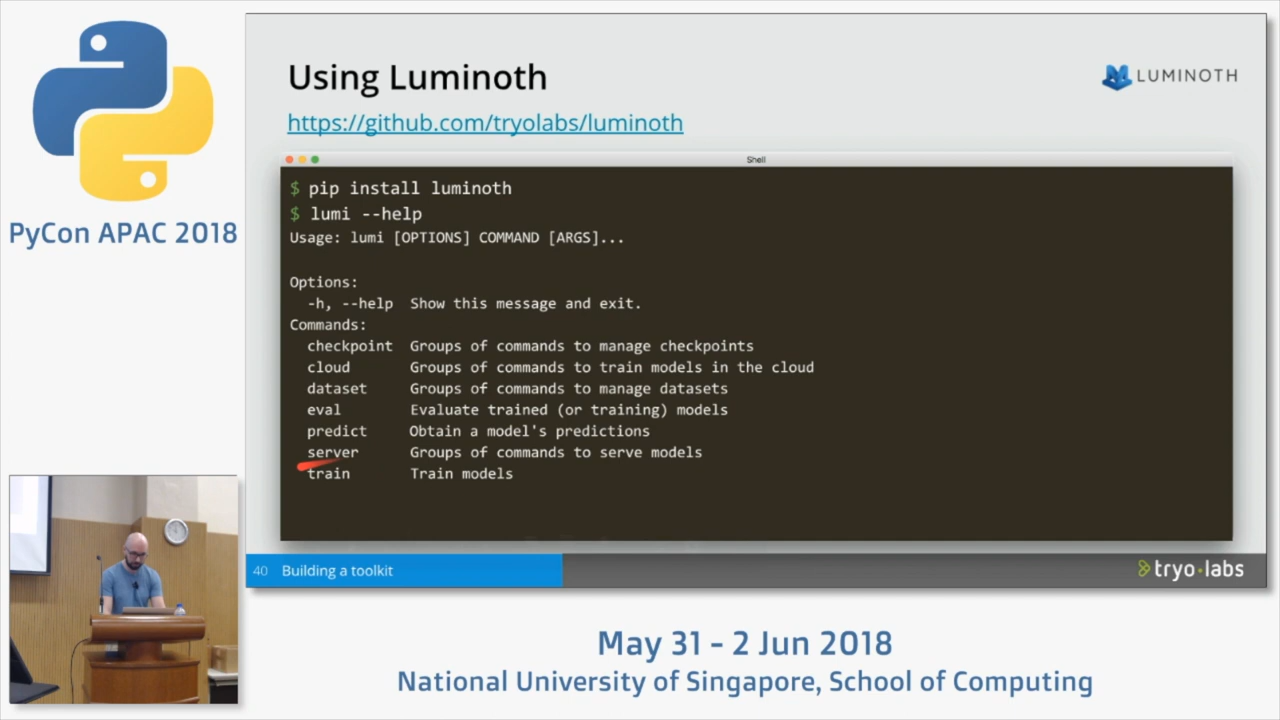 PyCon APAC 2018
Using Luminoth
LUMINOTH
https://github.com/tryolabs/luminoth
Shell
$ pip install luminoth
$ lumi --help
Usage: lumi [OPTIONS] COMMAND [ARGS]...
Options:
-h, --help Show this message and exit.
Commands:
checkpoint Groups of commands to manage checkpoints
cloud Groups of commands to train models in the cloud
dataset Groups of commands to manage datasets
eval Evaluate trained (or training) models
predict Obtain a model's predictions
server Groups of commands to serve models
train Train models
40 Building a toolkit
tryo·labs
May 31 - 2 Jun 2018
National University of Singapore, School of Computing